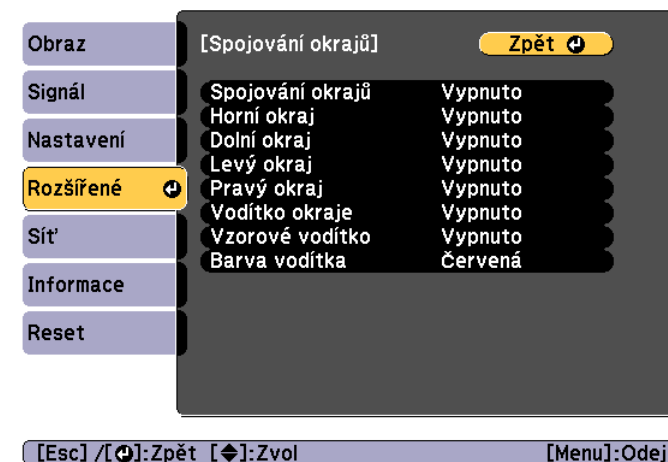 Obraz
Signál
Nastavení
Rozšířené
Síť
Informace
Reset
[Spojování okrajů] Zpět
Spojování okrajů Vypnuto
Horní okraj Vypnuto
Dolní okraj Vypnuto
Levý okraj Vypnuto
Pravý okraj Vypnuto
Vodítko okraje Vypnuto
Vzorové vodítko Vypnuto
Barva vodítka Červená
[Esc] /[ ]:Zpět [ ]:Zvol [Menu]:Odej